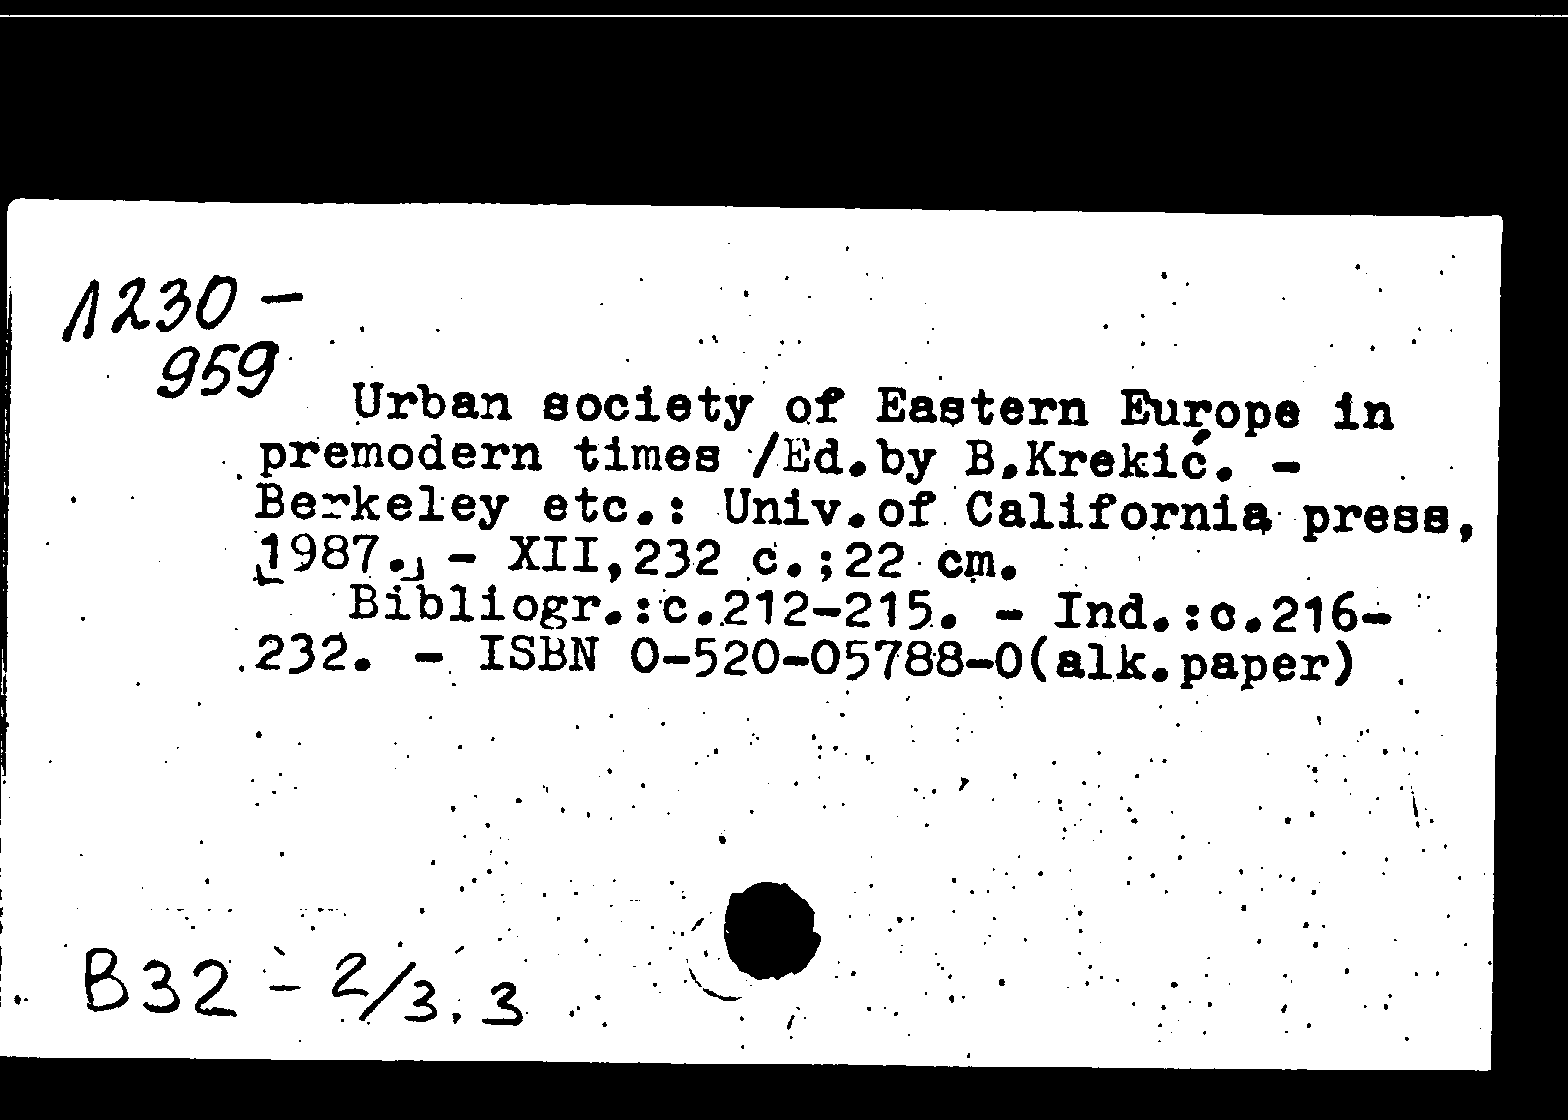 1230-
959
Urban society of Eastern Europe in
premodern times /Ed.by B.Krekić. -
Berkeley etc.: Univ.of California press,
[1987.] - XII,232 c.;22 cm.
Bibliogr.:c.212-215. - Ind.:c.216-
232. - ISBN 0-520-05788-0(alk.paper)
B32 - 2/3.3